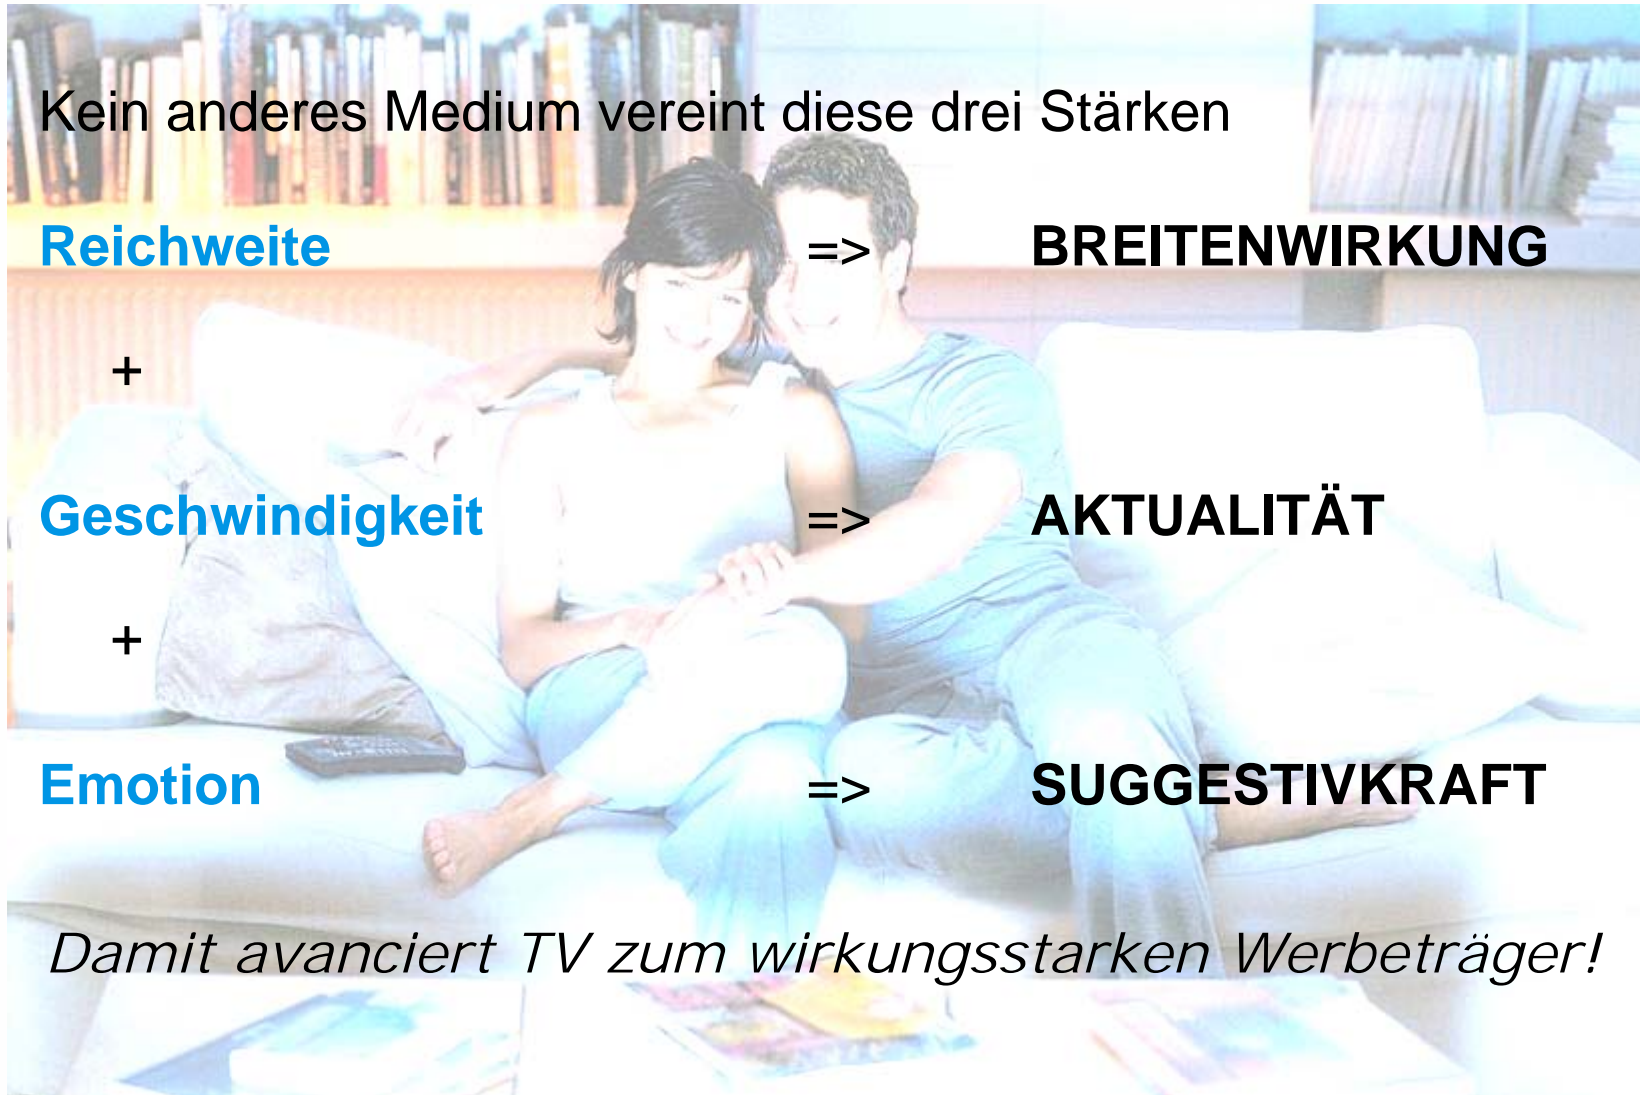 Kein anderes Medium vereint diese drei Stärken
Reichweite => BREITENWIRKUNG
+
Geschwindigkeit => AKTUALITÄT
+
Emotion => SUGGESTIVKRAFT
Damit avanciert TV zum wirkungsstarken Werbeträger!